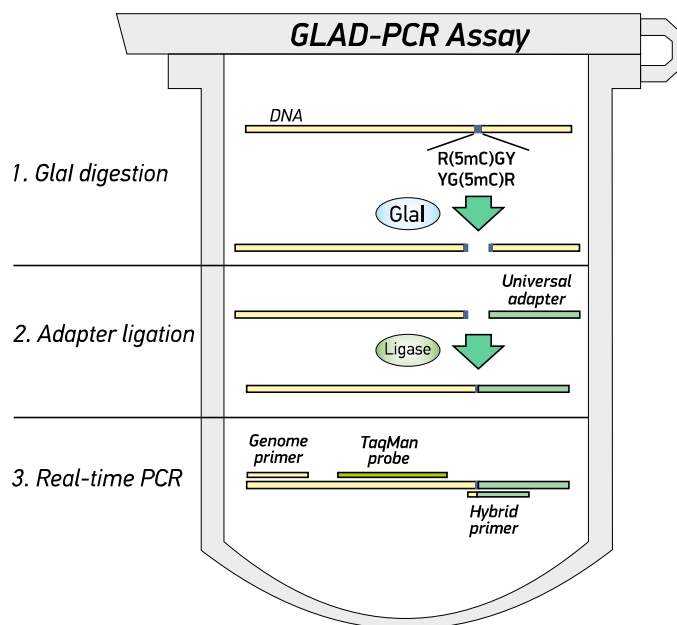 GLAD-PCR Assay
1. GlaI digestion
DNA
R(5mC)GY
YG(5mC)R
GlaI
2. Adapter ligation
Universal
adapter
Ligase
3. Real-time PCR
Genome
primer
TaqMan
probe
Hybrid
primer